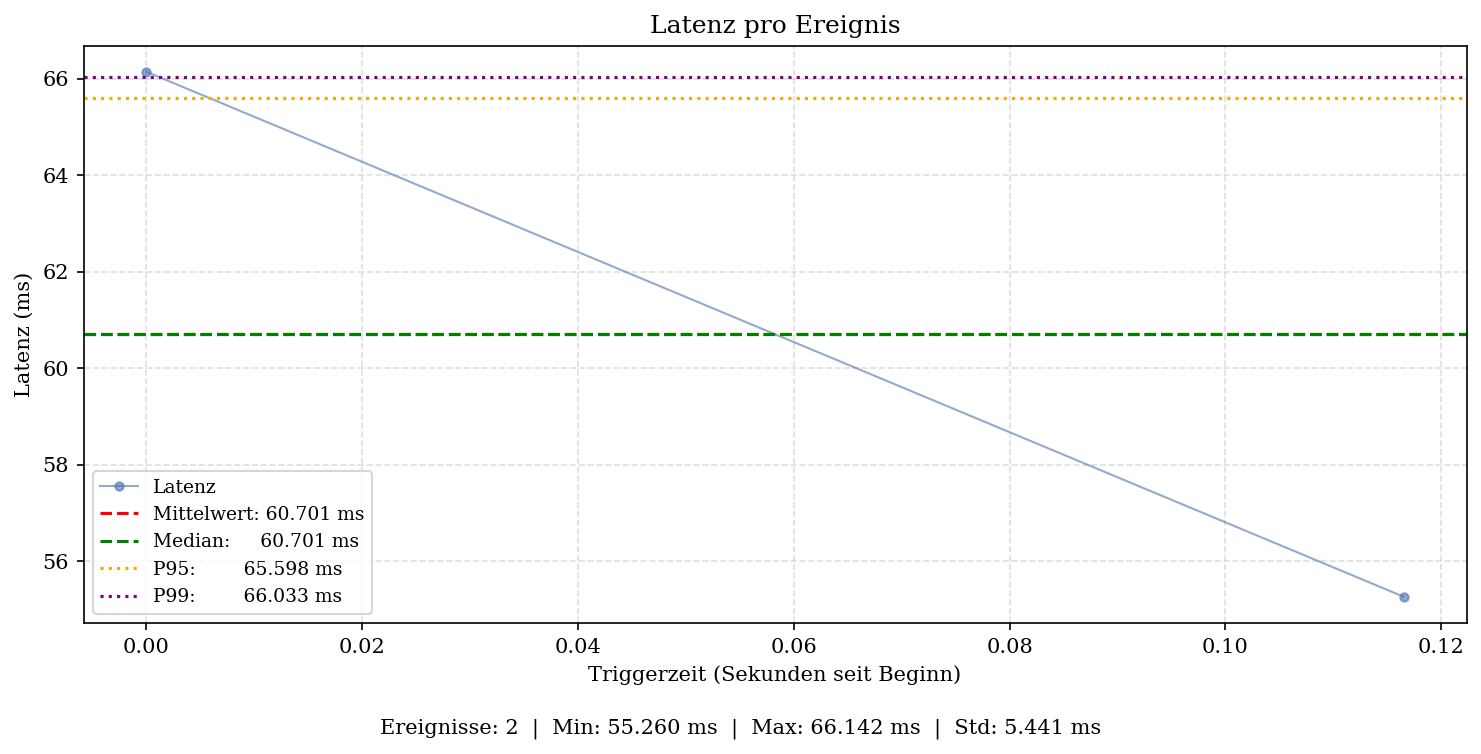 Latenz pro Ereignis
66
64
62
60
58
56
Latenz (ms)
Latenz
Mittelwert: 60.701 ms
Median: 60.701 ms
P95: 65.598 ms
P99: 66.033 ms
0.00 0.02 0.04 0.06 0.08 0.10 0.12
Triggerzeit (Sekunden seit Beginn)
Ereignisse: 2 | Min: 55.260 ms | Max: 66.142 ms | Std: 5.441 ms